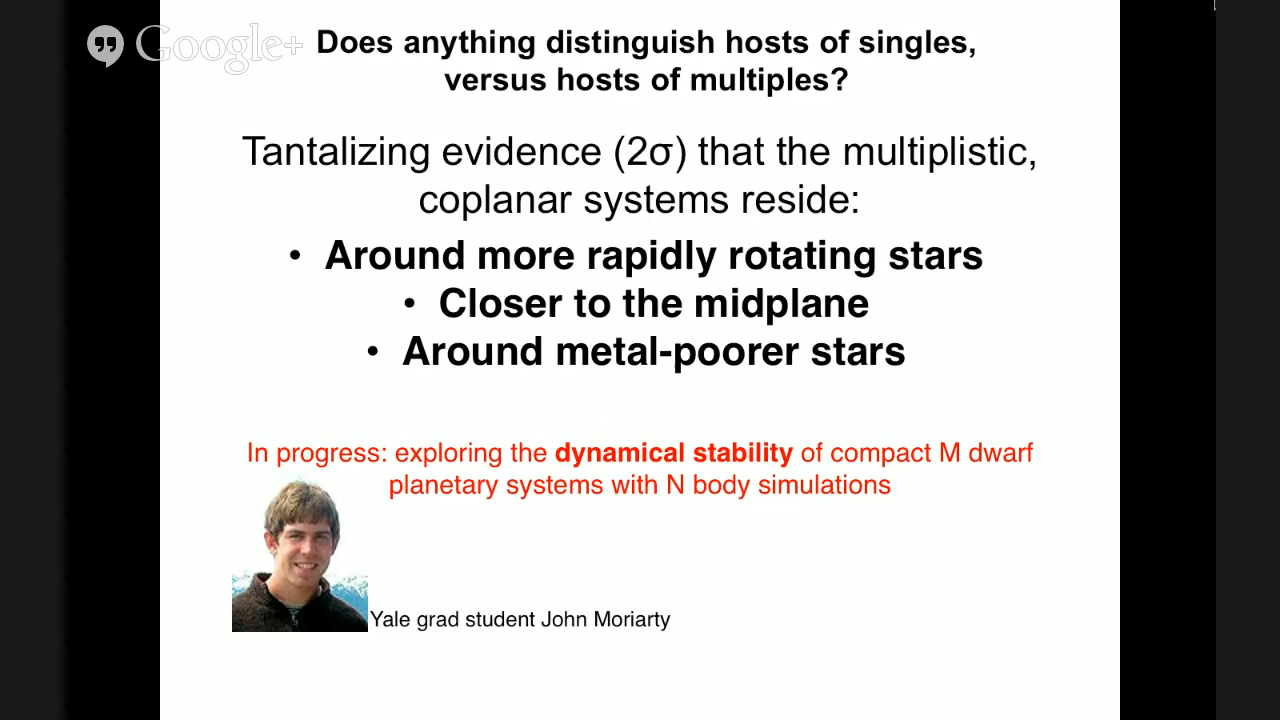 Google+
Does anything distinguish hosts of singles,
versus hosts of multiples?
Tantalizing evidence (2σ) that the multiplistic,
coplanar systems reside:
• Around more rapidly rotating stars
• Closer to the midplane
• Around metal-poorer stars
In progress: exploring the dynamical stability of compact M dwarf
planetary systems with N body simulations
Yale grad student John Moriarty